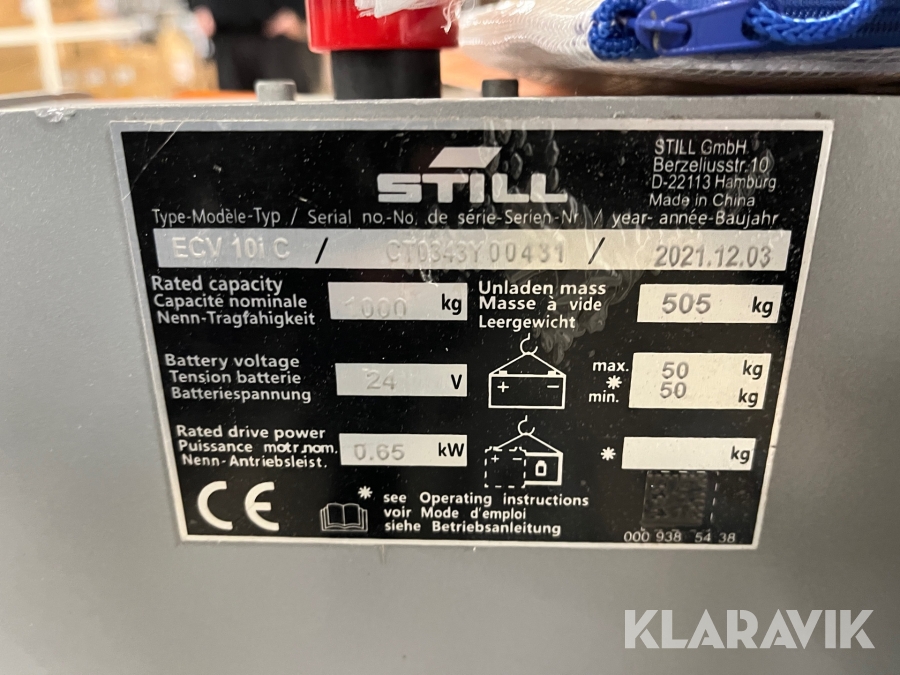 STILL
STILL GmbH
Berzeliusstr.10
D-22113 Hamburg
Made in China
Type-Modèle-Typ / Serial no.-No. de série-Serien-Nr / year- année-Baujahr
ECV 10i C / CT0343Y00431 / 2021.12.03
Rated capacity
Capacité nominale
Nenn-Tragfähigkeit
1000 kg
Unladen mass
Masse à vide
Leergewicht
505 kg
Battery voltage
Tension batterie
Batteriespannung
24 V
+ −
max. 50 kg
*
min. 50 kg
Rated drive power
Puissance motr.nom.
Nenn-Antriebsleist.
0.65 kW
+ −
* kg
CE
* see Operating instructions
voir Mode d'emploi
siehe Betriebsanleitung
000 938 54 38
KLARAVIK